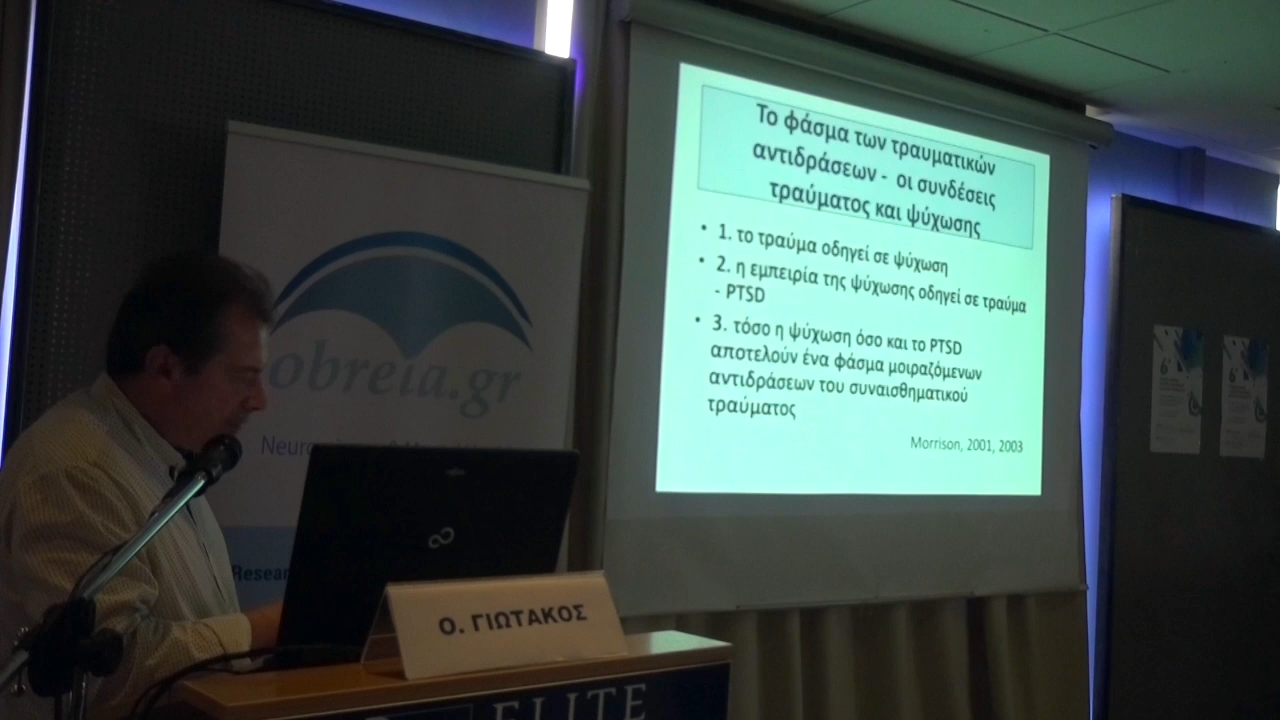 Το φάσμα των τραυματικών
αντιδράσεων - οι συνδέσεις
τραύματος και ψύχωσης
• 1. το τραύμα οδηγεί σε ψύχωση
• 2. η εμπειρία της ψύχωσης οδηγεί σε τραύμα
- PTSD
• 3. τόσο η ψύχωση όσο και το PTSD
αποτελούν ένα φάσμα μοιραζόμενων
αντιδράσεων του συναισθηματικού
τραύματος
Morrison, 2001, 2003
obreia.gr
Ο. ΓΙΩΤΑΚΟΣ
ELITE